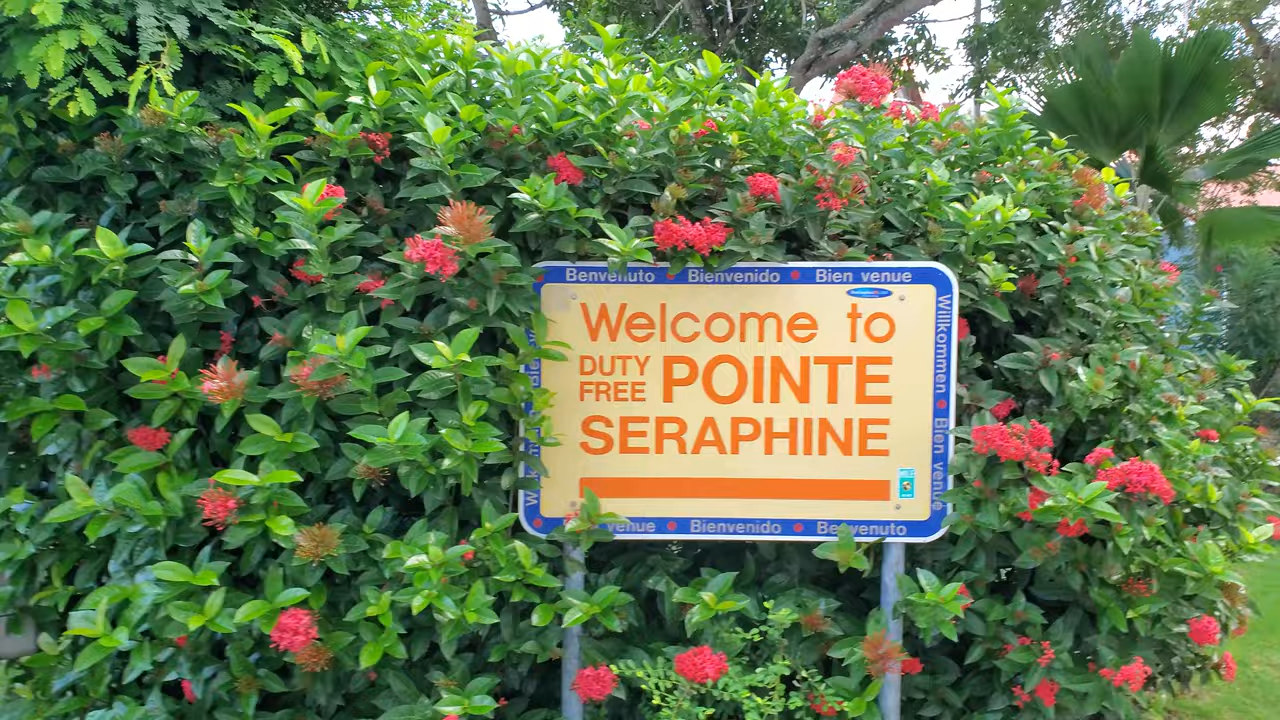 Benvenuto • Bienvenido • Bien venue
Welcome to
DUTY FREE POINTE
SERAPHINE
Willkommen • Bien venue
venue • Bienvenido • Benvenuto